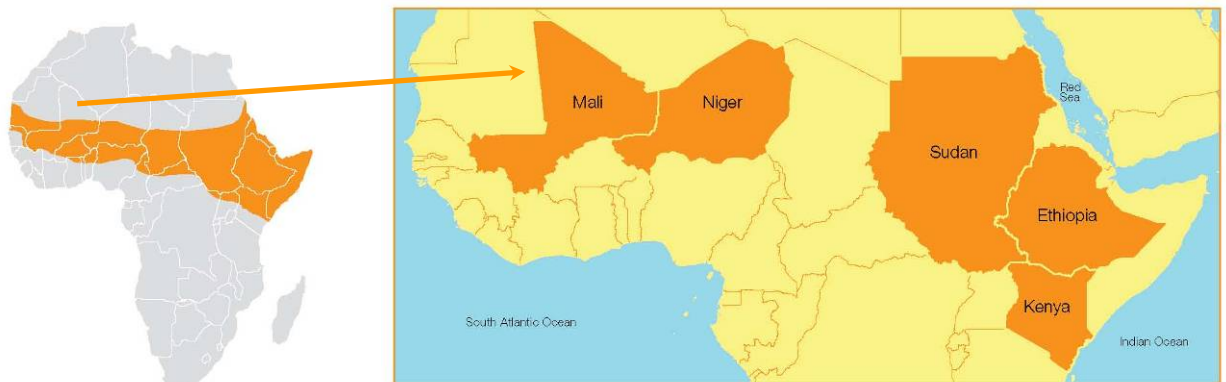 Mali
Niger
Red
Sea
Sudan
Ethiopia
Kenya
South Atlantic Ocean
Indian Ocean